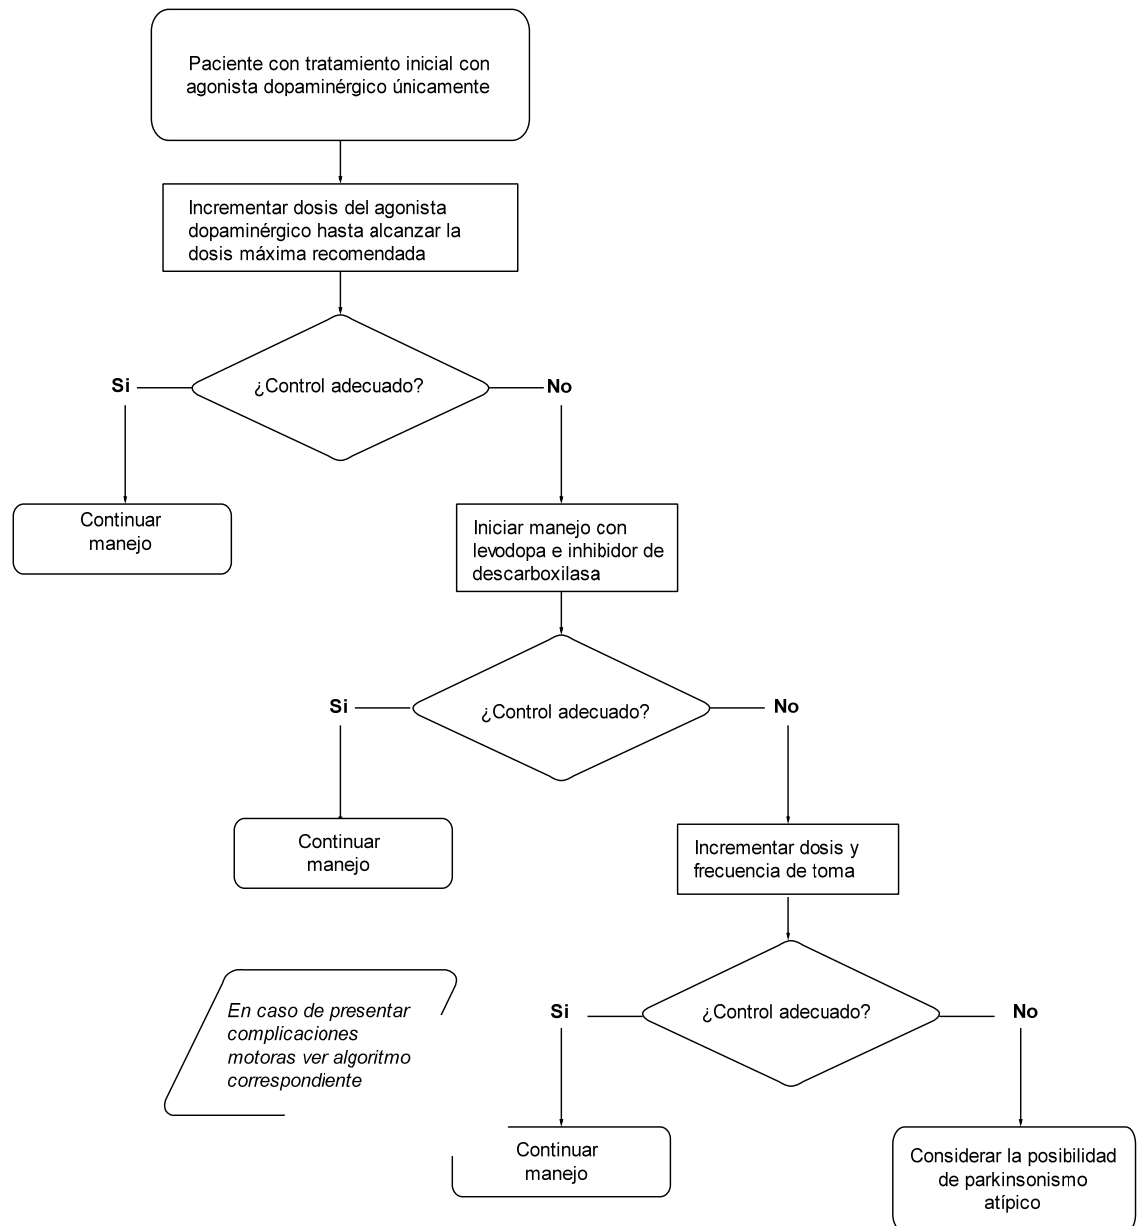 Paciente con tratamiento inicial con
agonista dopaminérgico únicamente
Incrementar dosis del agonista
dopaminérgico hasta alcanzar la
dosis máxima recomendada
Si
¿Control adecuado?
No
Continuar
manejo
Iniciar manejo con
levodopa e inhibidor de
descarboxilasa
Si
¿Control adecuado?
No
Continuar
manejo
Incrementar dosis y
frecuencia de toma
En caso de presentar
complicaciones
motoras ver algoritmo
correspondiente
Si
¿Control adecuado?
No
Continuar
manejo
Considerar la posibilidad
de parkinsonismo
atípico